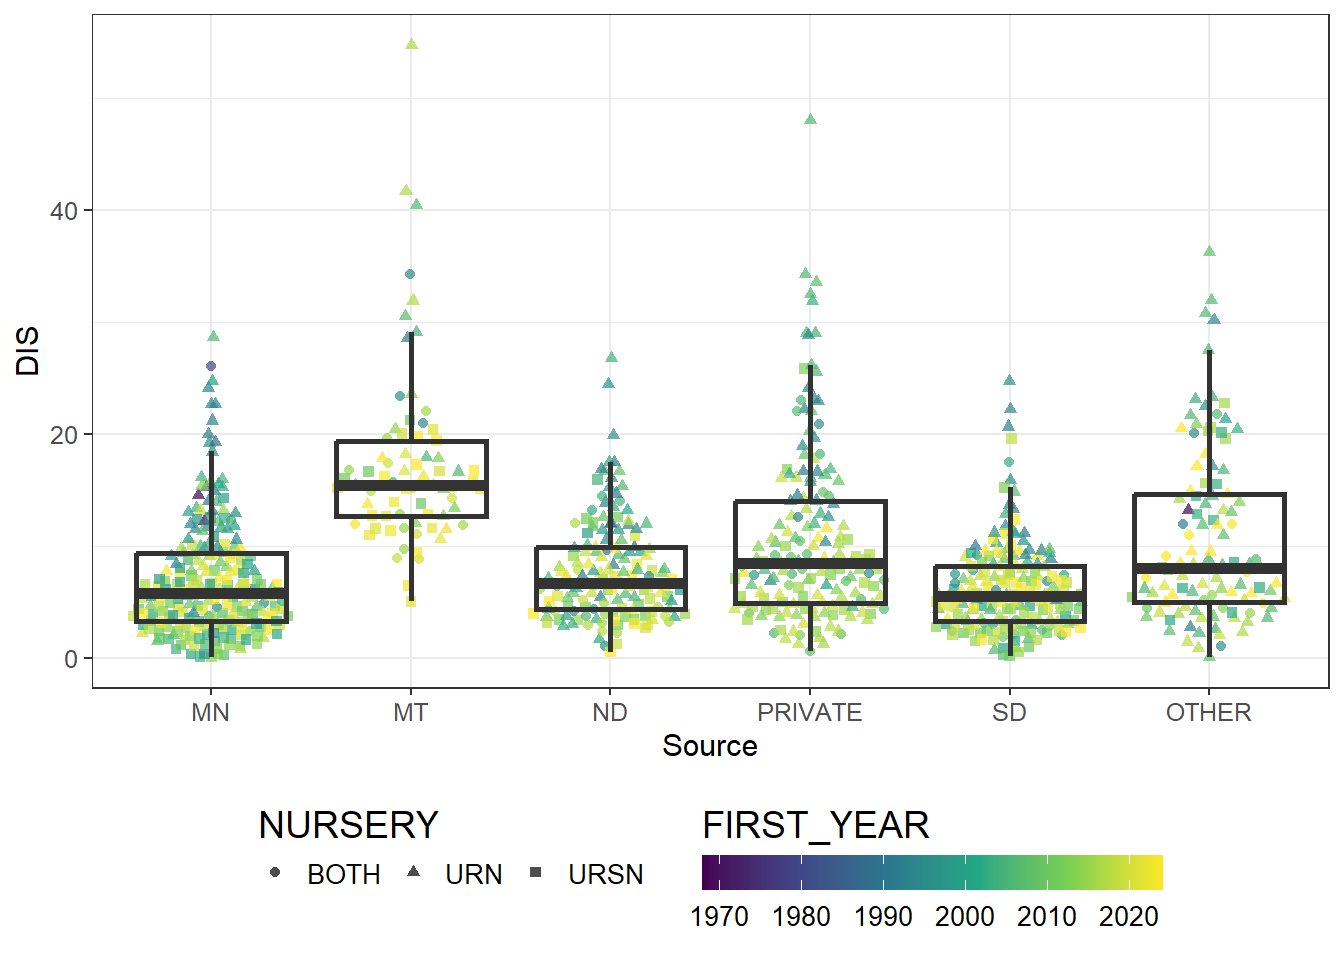 40
20
0
DIS
MN MT ND PRIVATE SD OTHER
Source
NURSERY
BOTH URN URSN
FIRST_YEAR
1970 1980 1990 2000 2010 2020